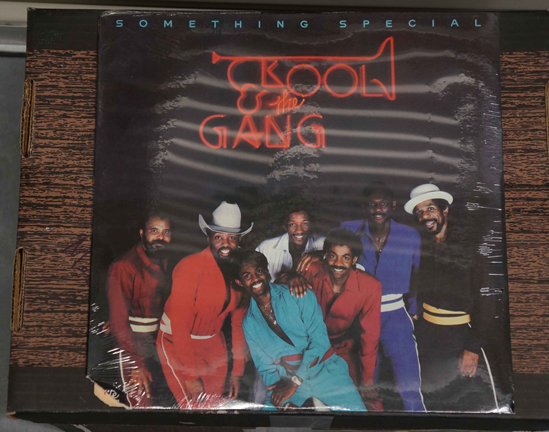 SOMETHING SPECIAL
KOOL
& the
GANG